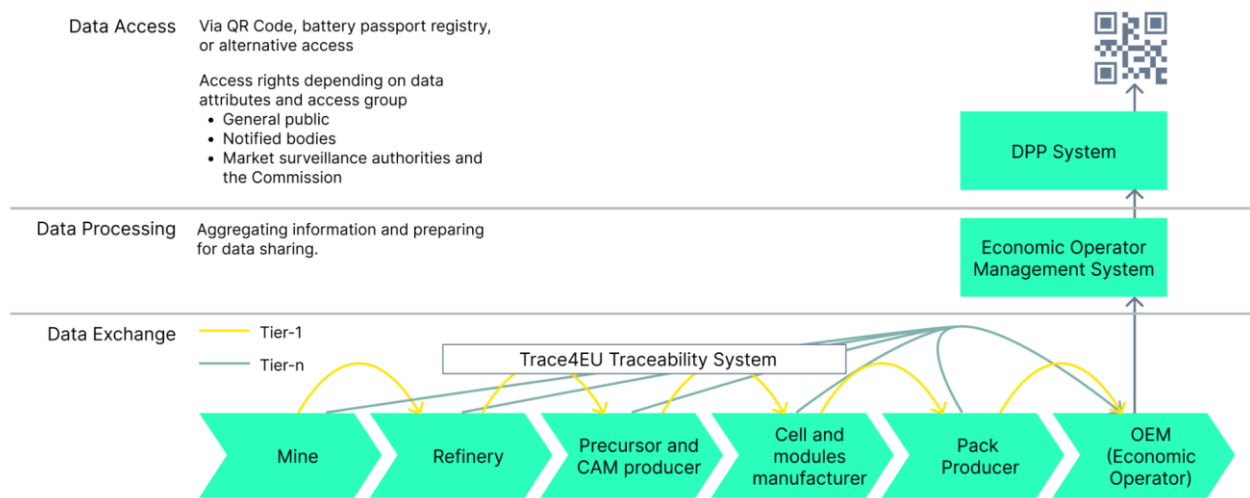 Data Access
Via QR Code, battery passport registry,
or alternative access
Access rights depending on data
attributes and access group
• General public
• Notified bodies
• Market surveillance authorities and
the Commission
DPP System
Data Processing
Aggregating information and preparing
for data sharing.
Economic Operator
Management System
Data Exchange
Tier-1
Tier-n
Trace4EU Traceability System
Mine
Refinery
Precursor and
CAM producer
Cell and
modules
manufacturer
Pack
Producer
OEM
(Economic
Operator)